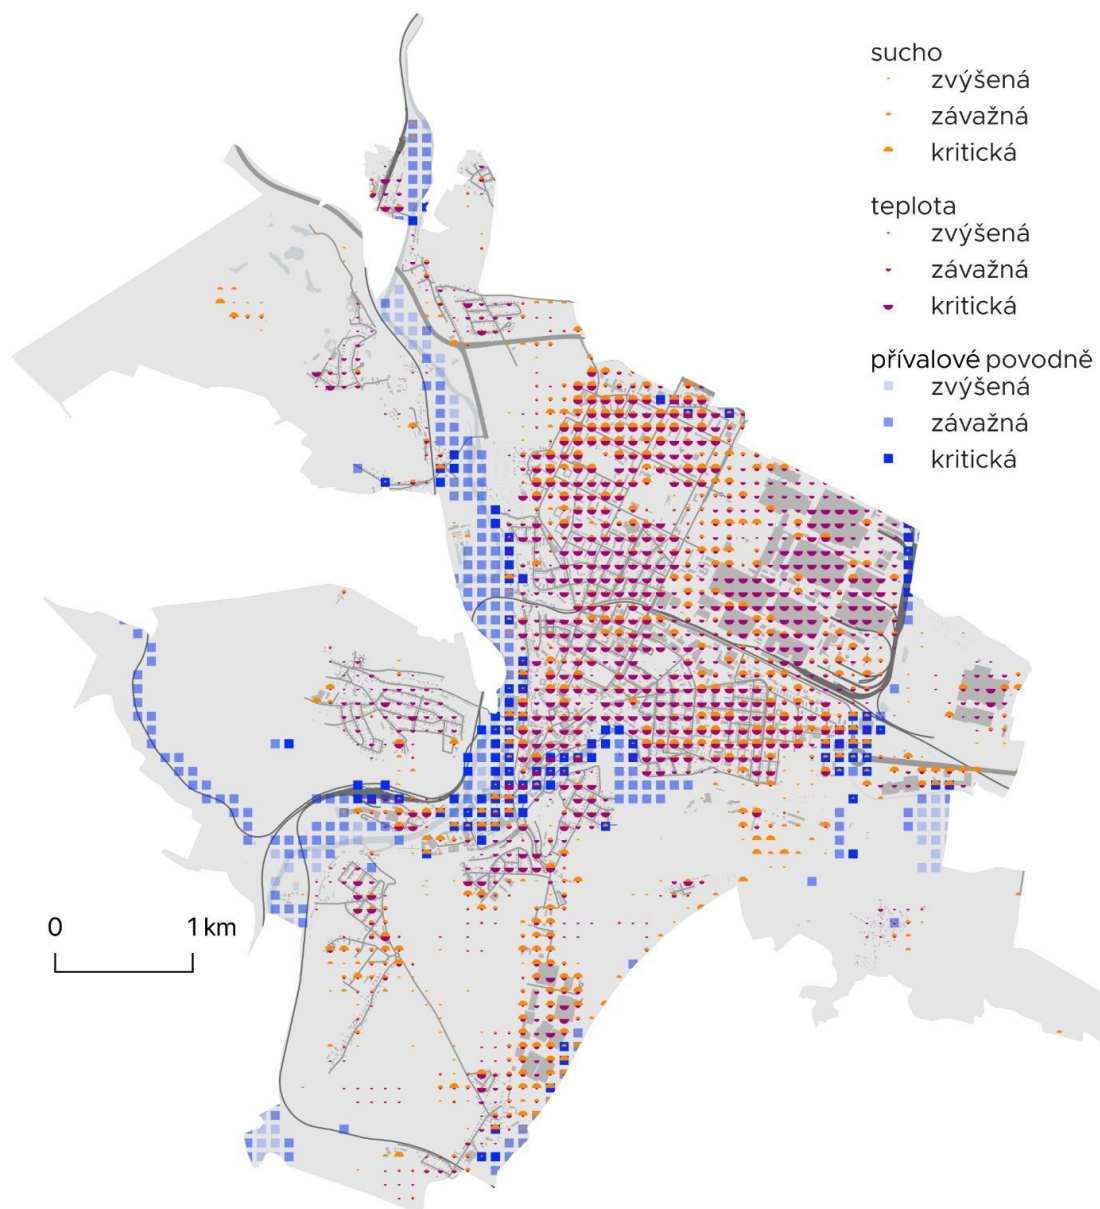 sucho
zvýšená
závažná
kritická
teplota
zvýšená
závažná
kritická
přívalové povodně
zvýšená
závažná
kritická
0 1 km